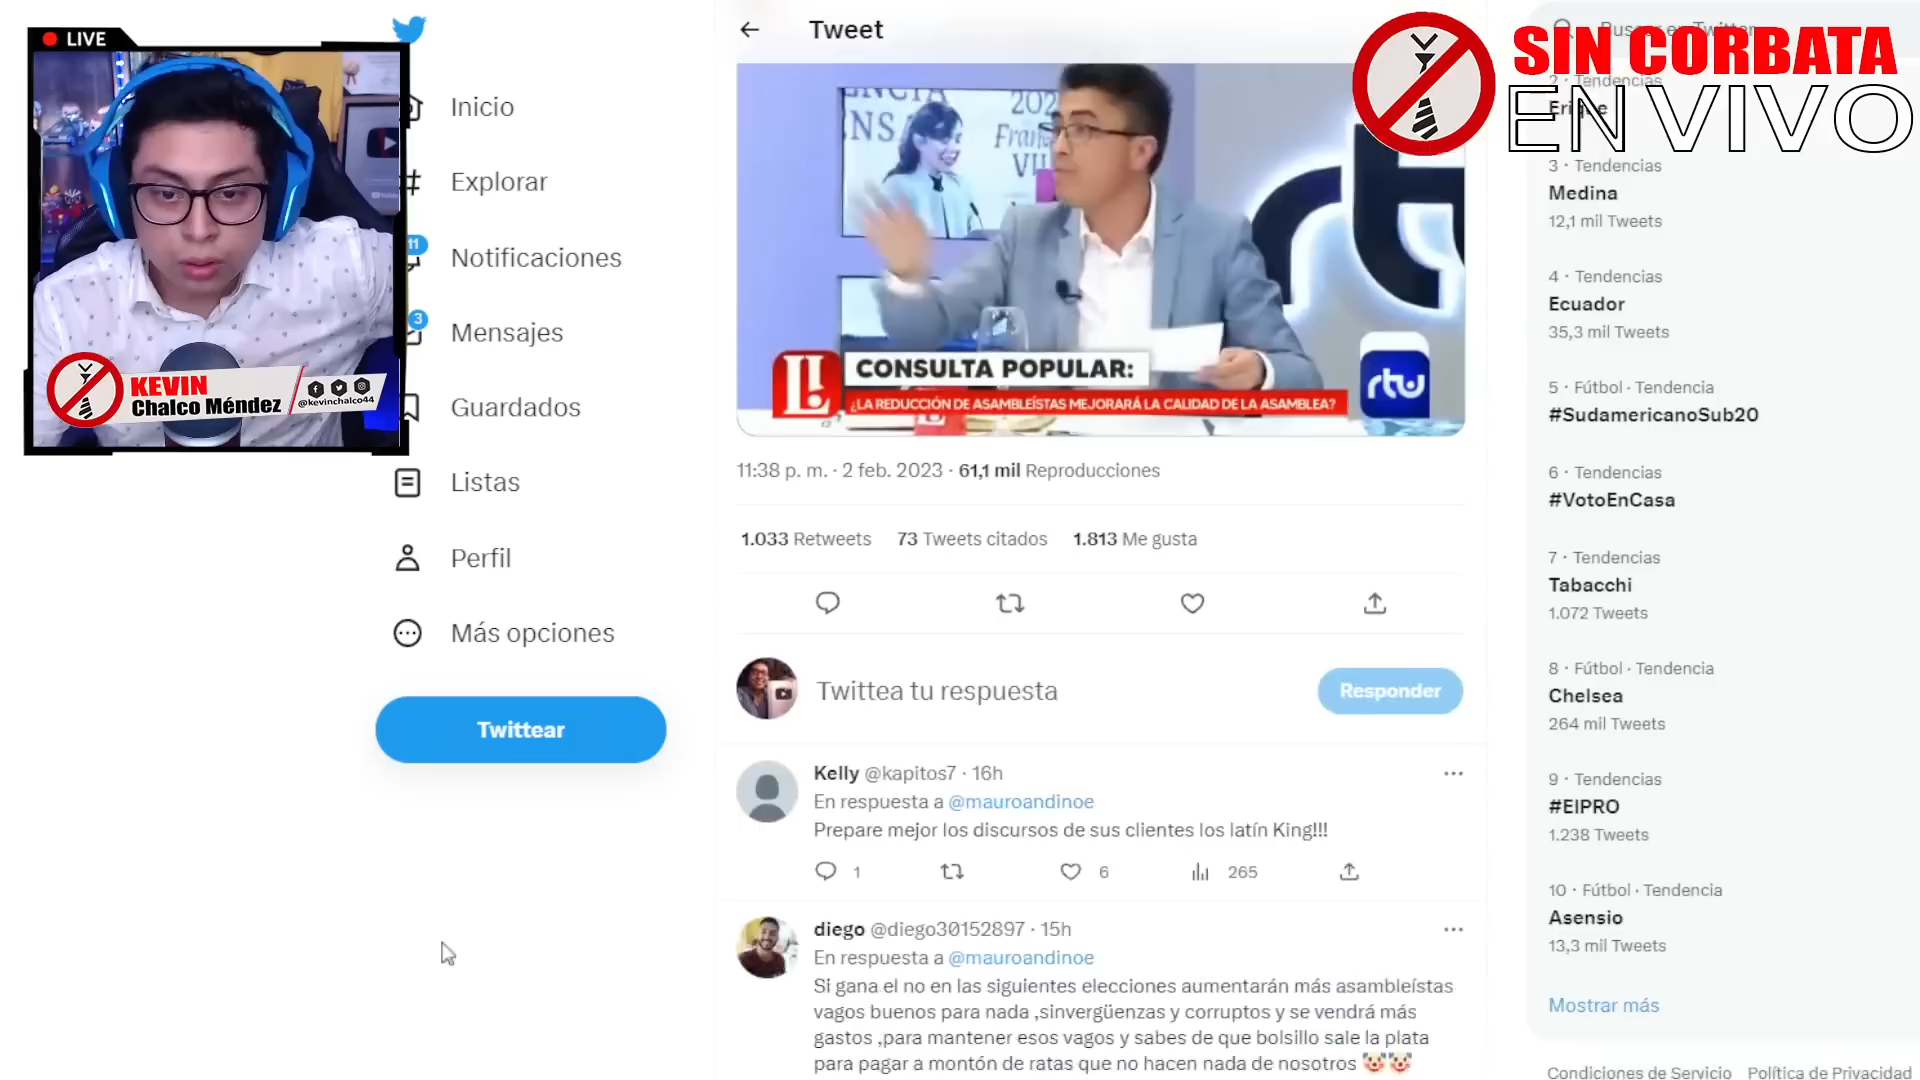 LIVE
KEVIN
Chalco Méndez
@kevinchalco44
SIN CORBATA
EN VIVO
Inicio
Explorar
11
Notificaciones
3
Mensajes
Guardados
Listas
Perfil
Más opciones
Twittear
Tweet
202
CONSULTA POPULAR:
¿LA REDUCCIÓN DE ASAMBLEÍSTAS MEJORARÁ LA CALIDAD DE LA ASAMBLEA?
rtu
11:38 p. m. · 2 feb. 2023 · 61,1 mil Reproducciones
1.033 Retweets 73 Tweets citados 1.813 Me gusta
Twittea tu respuesta
Responder
Kelly @kapitos7 · 16h
En respuesta a @mauroandinoe
Prepare mejor los discursos de sus clientes los latín King!!!
1 6 265
diego @diego30152897 · 15h
En respuesta a @mauroandinoe
Si gana el no en las siguientes elecciones aumentarán más asambleístas
vagos buenos para nada ,sinvergüenzas y corruptos y se vendrá más
gastos ,para mantener esos vagos y sabes de que bolsillo sale la plata
para pagar a montón de ratas que no hacen nada de nosotros 🤡🤡
Buscar en Twitter
2 · Tendencias
3 · Tendencias
Medina
12,1 mil Tweets
4 · Tendencias
Ecuador
35,3 mil Tweets
5 · Fútbol · Tendencia
#SudamericanoSub20
6 · Tendencias
#VotoEnCasa
7 · Tendencias
Tabacchi
1.072 Tweets
8 · Fútbol · Tendencia
Chelsea
264 mil Tweets
9 · Tendencias
#EIPRO
1.238 Tweets
10 · Fútbol · Tendencia
Asensio
13,3 mil Tweets
Mostrar más
Condiciones de Servicio Política de Privacidad